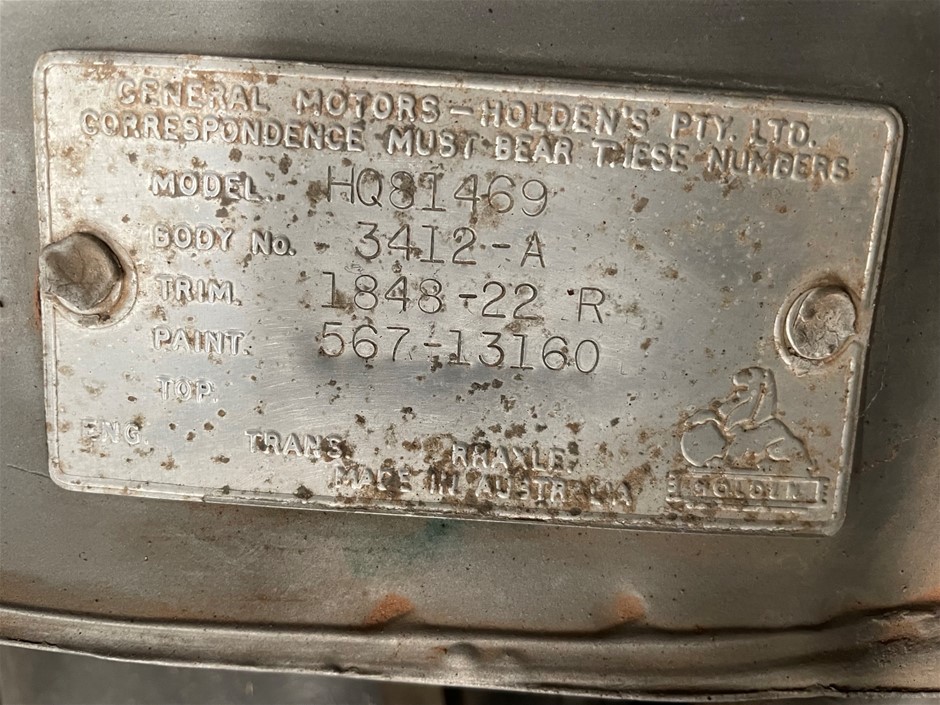 GENERAL MOTORS – HOLDEN'S PTY. LTD.
CORRESPONDENCE MUST BEAR THESE NUMBERS
MODEL. HQ81469
BODY No. 3412-A
TRIM. 1848-22 R
PAINT. 567-13160
TOP.
ENG. TRANS. RHAXLE.
MADE IN AUSTRALIA
HOLDEN